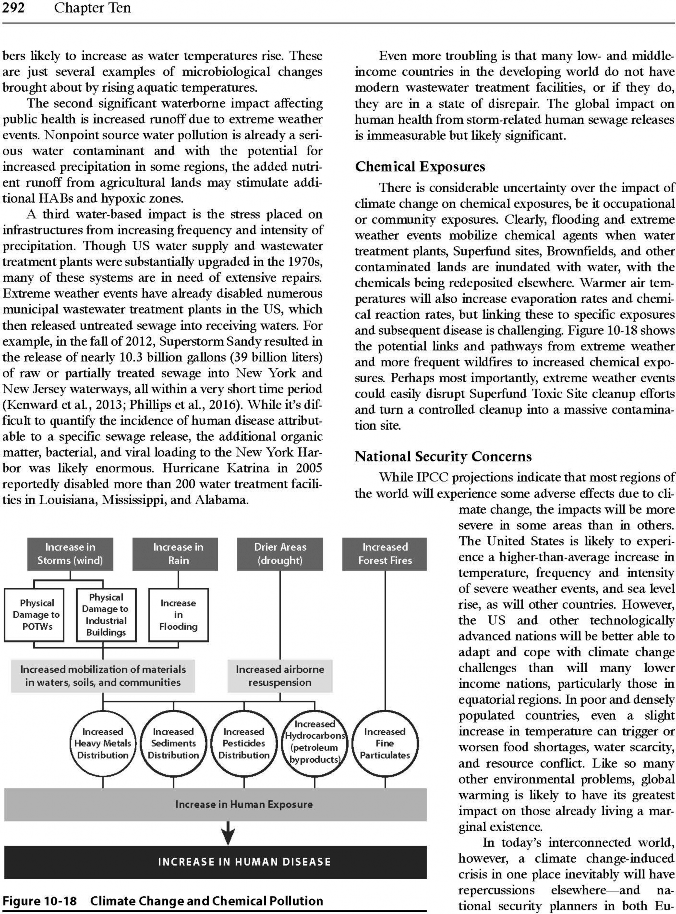 292 Chapter Ten
bers likely to increase as water temperatures rise. These
are just several examples of microbiological changes
brought about by rising aquatic temperatures.
The second significant waterborne impact affecting
public health is increased runoff due to extreme weather
events. Nonpoint source water pollution is already a seri-
ous water contaminant and with the potential for
increased precipitation in some regions, the added nutri-
ent runoff from agricultural lands may stimulate addi-
tional HABs and hypoxic zones.
A third water-based impact is the stress placed on
infrastructures from increasing frequency and intensity of
precipitation. Though US water supply and wastewater
treatment plants were substantially upgraded in the 1970s,
many of these systems are in need of extensive repairs.
Extreme weather events have already disabled numerous
municipal wastewater treatment plants in the US, which
then released untreated sewage into receiving waters. For
example, in the fall of 2012, Superstorm Sandy resulted in
the release of nearly 10.3 billion gallons (39 billion liters)
of raw or partially treated sewage into New York and
New Jersey waterways, all within a very short time period
(Kenward et al., 2013; Phillips et al., 2016). While it's dif-
ficult to quantify the incidence of human disease attribut-
able to a specific sewage release, the additional organic
matter, bacterial, and viral loading to the New York Har-
bor was likely enormous. Hurricane Katrina in 2005
reportedly disabled more than 200 water treatment facili-
ties in Louisiana, Mississippi, and Alabama.
Increase in
Storms (wind)
Increase in
Rain
Drier Areas
(drought)
Increased
Forest Fires
Physical
Damage to
POTWs
Physical
Damage to
Industrial
Buildings
Increase
in
Flooding
Increased mobilization of materials
in waters, soils, and communities
Increased airborne
resuspension
Increased
Heavy Metals
Distribution
Increased
Sediments
Distribution
Increased
Pesticides
Distribution
Increased
Hydrocarbons
(petroleum
byproducts)
Increased
Fine
Particulates
Increase in Human Exposure
INCREASE IN HUMAN DISEASE
Figure 10-18 Climate Change and Chemical Pollution
Even more troubling is that many low- and middle-
income countries in the developing world do not have
modern wastewater treatment facilities, or if they do,
they are in a state of disrepair. The global impact on
human health from storm-related human sewage releases
is immeasurable but likely significant.
Chemical Exposures
There is considerable uncertainty over the impact of
climate change on chemical exposures, be it occupational
or community exposures. Clearly, flooding and extreme
weather events mobilize chemical agents when water
treatment plants, Superfund sites, Brownfields, and other
contaminated lands are inundated with water, with the
chemicals being redeposited elsewhere. Warmer air tem-
peratures will also increase evaporation rates and chemi-
cal reaction rates, but linking these to specific exposures
and subsequent disease is challenging. Figure 10-18 shows
the potential links and pathways from extreme weather
and more frequent wildfires to increased chemical expo-
sures. Perhaps most importantly, extreme weather events
could easily disrupt Superfund Toxic Site cleanup efforts
and turn a controlled cleanup into a massive contamina-
tion site.
National Security Concerns
While IPCC projections indicate that most regions of
the world will experience some adverse effects due to cli-
mate change, the impacts will be more
severe in some areas than in others.
The United States is likely to experi-
ence a higher-than-average increase in
temperature, frequency and intensity
of severe weather events, and sea level
rise, as will other countries. However,
the US and other technologically
advanced nations will be better able to
adapt and cope with climate change
challenges than will many lower
income nations, particularly those in
equatorial regions. In poor and densely
populated countries, even a slight
increase in temperature can trigger or
worsen food shortages, water scarcity,
and resource conflict. Like so many
other environmental problems, global
warming is likely to have its greatest
impact on those already living a mar-
ginal existence.
In today's interconnected world,
however, a climate change-induced
crisis in one place inevitably will have
repercussions elsewhere—and na-
tional security planners in both Eu-